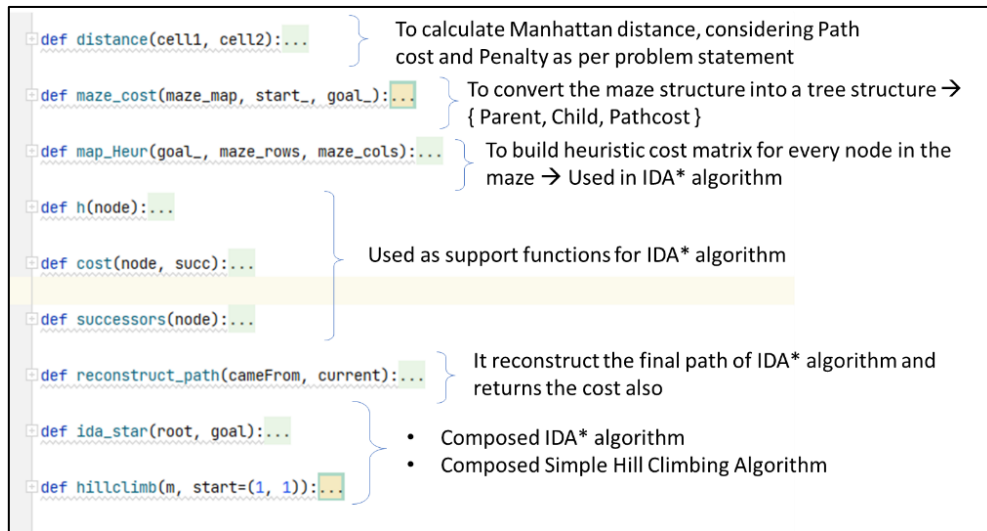 def distance(cell1, cell2):...
To calculate Manhattan distance, considering Path
cost and Penalty as per problem statement
def maze_cost(maze_map, start_, goal_):...
To convert the maze structure into a tree structure →
{ Parent, Child, Pathcost }
def map_Heur(goal_, maze_rows, maze_cols):...
To build heuristic cost matrix for every node in the
maze → Used in IDA* algorithm
def h(node):...
def cost(node, succ):...
def successors(node):...
Used as support functions for IDA* algorithm
def reconstruct_path(cameFrom, current):...
It reconstruct the final path of IDA* algorithm and
returns the cost also
def ida_star(root, goal):...
def hillclimb(m, start=(1, 1)):...
• Composed IDA* algorithm
• Composed Simple Hill Climbing Algorithm